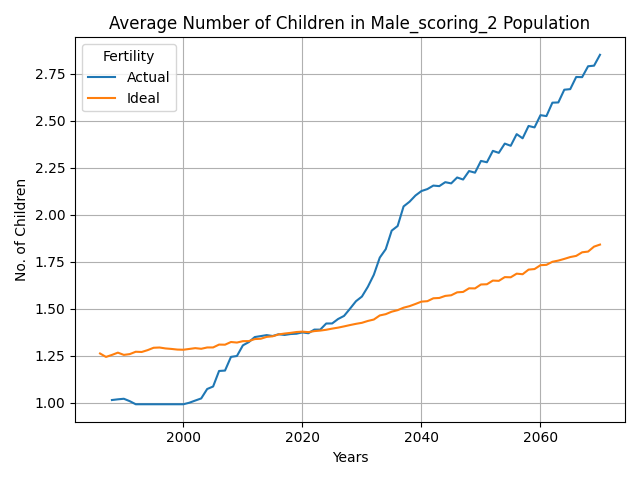 Average Number of Children in Male_scoring_2 Population
Fertility
Actual
Ideal
2.75
2.50
2.25
2.00
1.75
1.50
1.25
1.00
No. of Children
2000
2020
2040
2060
Years